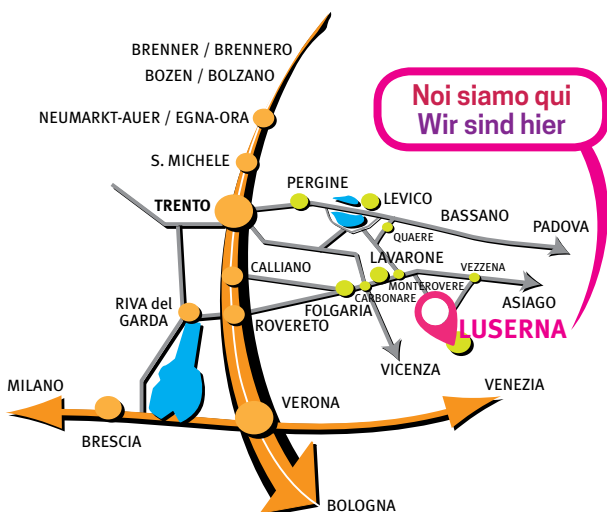 BRENNER / BRENNERO
BOZEN / BOLZANO
NEUMARKT-AUER / EGNA-ORA
S. MICHELE
Noi siamo qui
Wir sind hier
TRENTO
PERGINE
LEVICO
BASSANO
PADOVA
QUAERE
CALLIANO
LAVARONE
VEZZENA
MONTEROVERE
CARBONARE
ASIAGO
RIVA del
GARDA
FOLGARIA
ROVERETO
LUSERNA
VICENZA
MILANO
VENEZIA
VERONA
BRESCIA
BOLOGNA